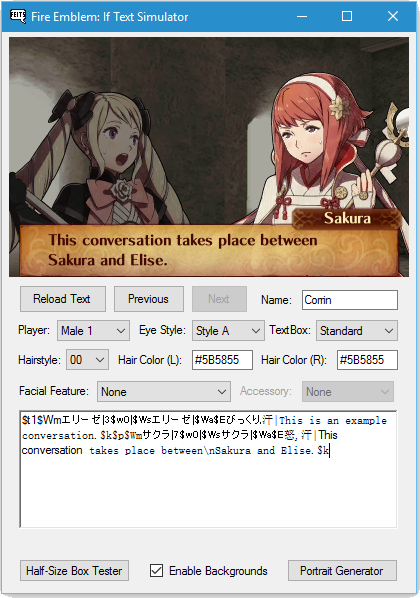 FEITS Fire Emblem: If Text Simulator
Sakura
This conversation takes place between
Sakura and Elise.
Reload Text Previous Next Name: Corrin
Player: Male 1 Eye Style: Style A TextBox: Standard
Hairstyle: 00 Hair Color (L): #5B5855 Hair Color (R): #5B5855
Facial Feature: None Accessory: None
$t1$Wmエリーゼ|3$w0|$Wsエリーゼ|$Wa$Eびっくり,汗|This is an example
conversation.$k$p$Wmサクラ|7$w0|$Wsサクラ|$Wa$E怒,汗|This
conversation takes place between\nSakura and Elise.$k
Half-Size Box Tester Enable Backgrounds Portrait Generator